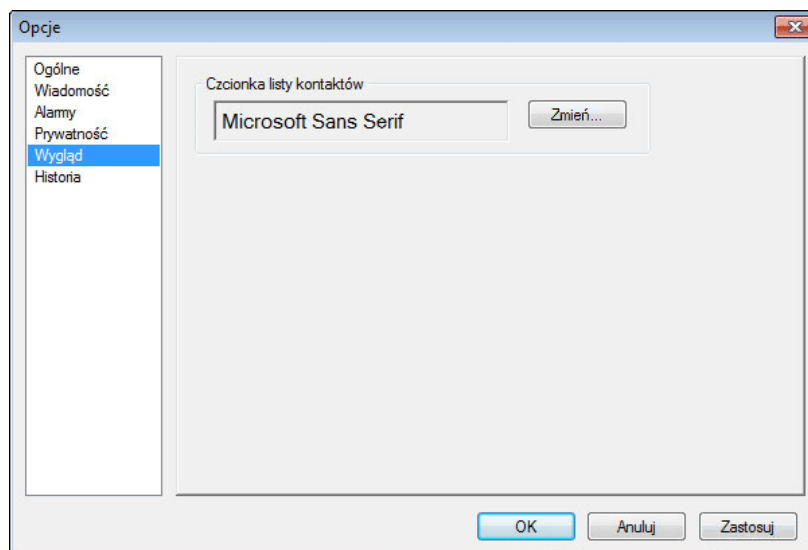 Opcje
Ogólne
Wiadomość
Alarmy
Prywatność
Wygląd
Historia
Czcionka listy kontaktów
Microsoft Sans Serif
Zmień...
OK
Anuluj
Zastosuj